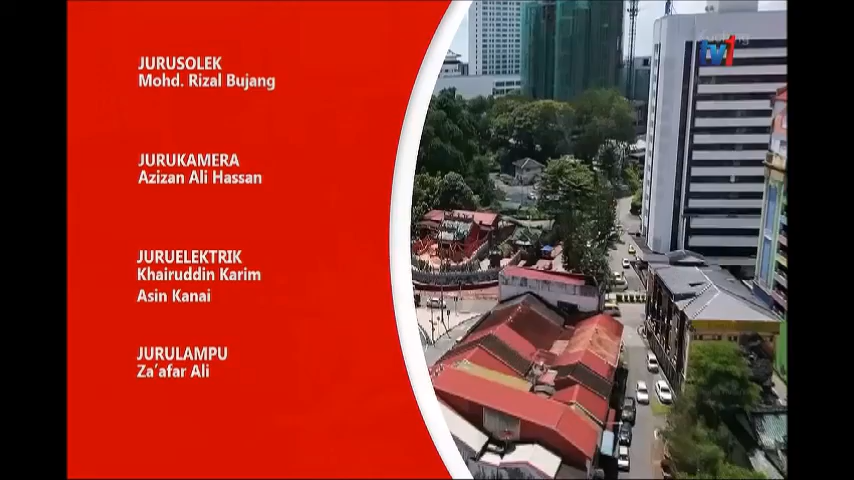 JURUSOLEK
Mohd. Rizal Bujang
JURUKAMERA
Azizan Ali Hassan
JURUELEKTRIK
Khairuddin Karim
Asin Kanai
JURULAMPU
Za'afar Ali
tv1